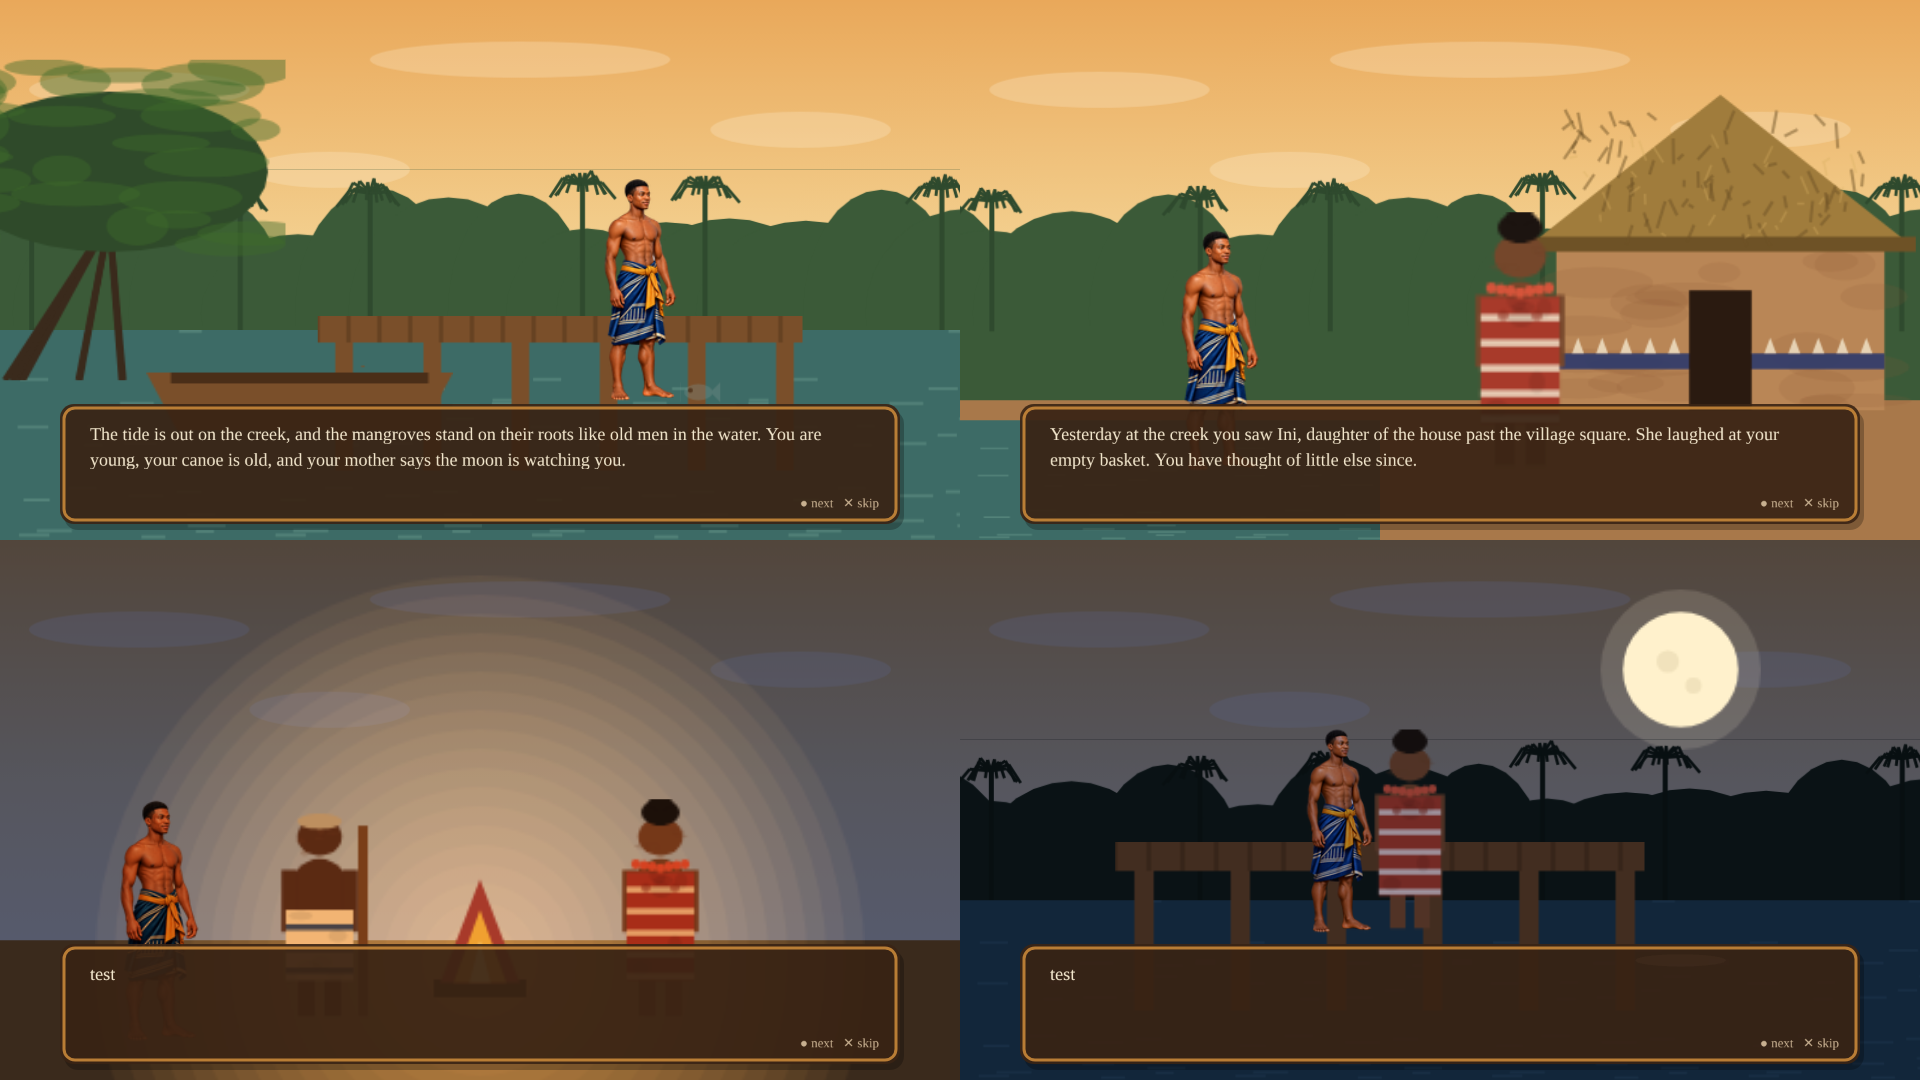 The tide is out on the creek, and the mangroves stand on their roots like old men in the water. You are
young, your canoe is old, and your mother says the moon is watching you.
● next ✕ skip
Yesterday at the creek you saw Ini, daughter of the house past the village square. She laughed at your
empty basket. You have thought of little else since.
● next ✕ skip
test
● next ✕ skip
test
● next ✕ skip